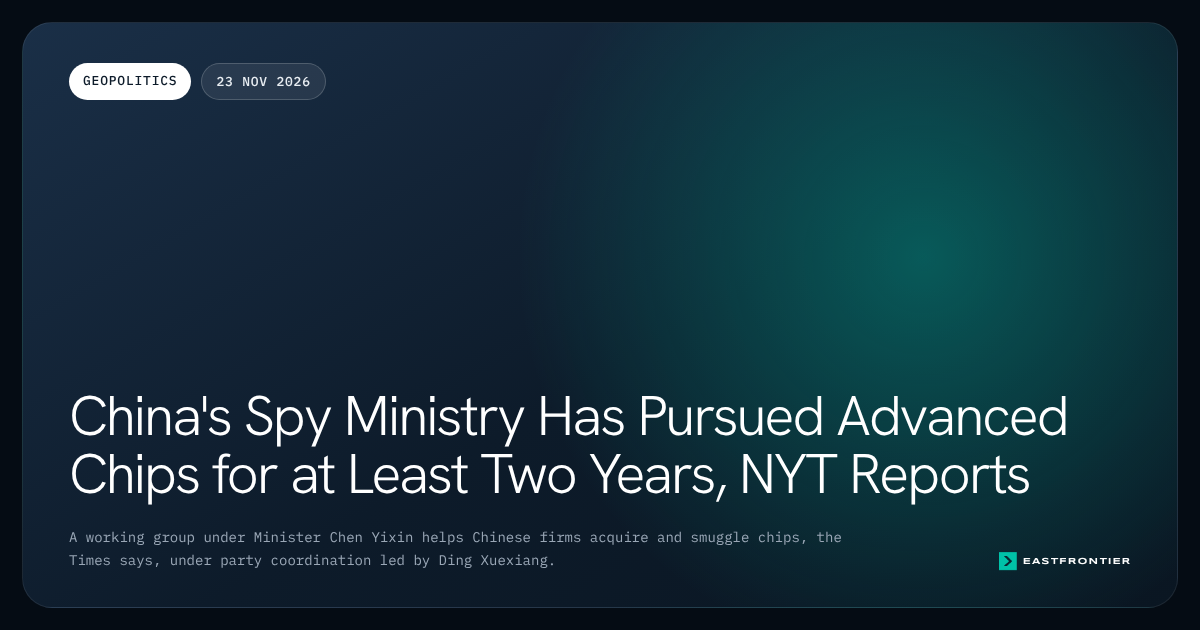 GEOPOLITICS
23 NOV 2026
China's Spy Ministry Has Pursued Advanced
Chips for at Least Two Years, NYT Reports
A working group under Minister Chen Yixin helps Chinese firms acquire and smuggle chips, the
Times says, under party coordination led by Ding Xuexiang.
EASTFRONTIER